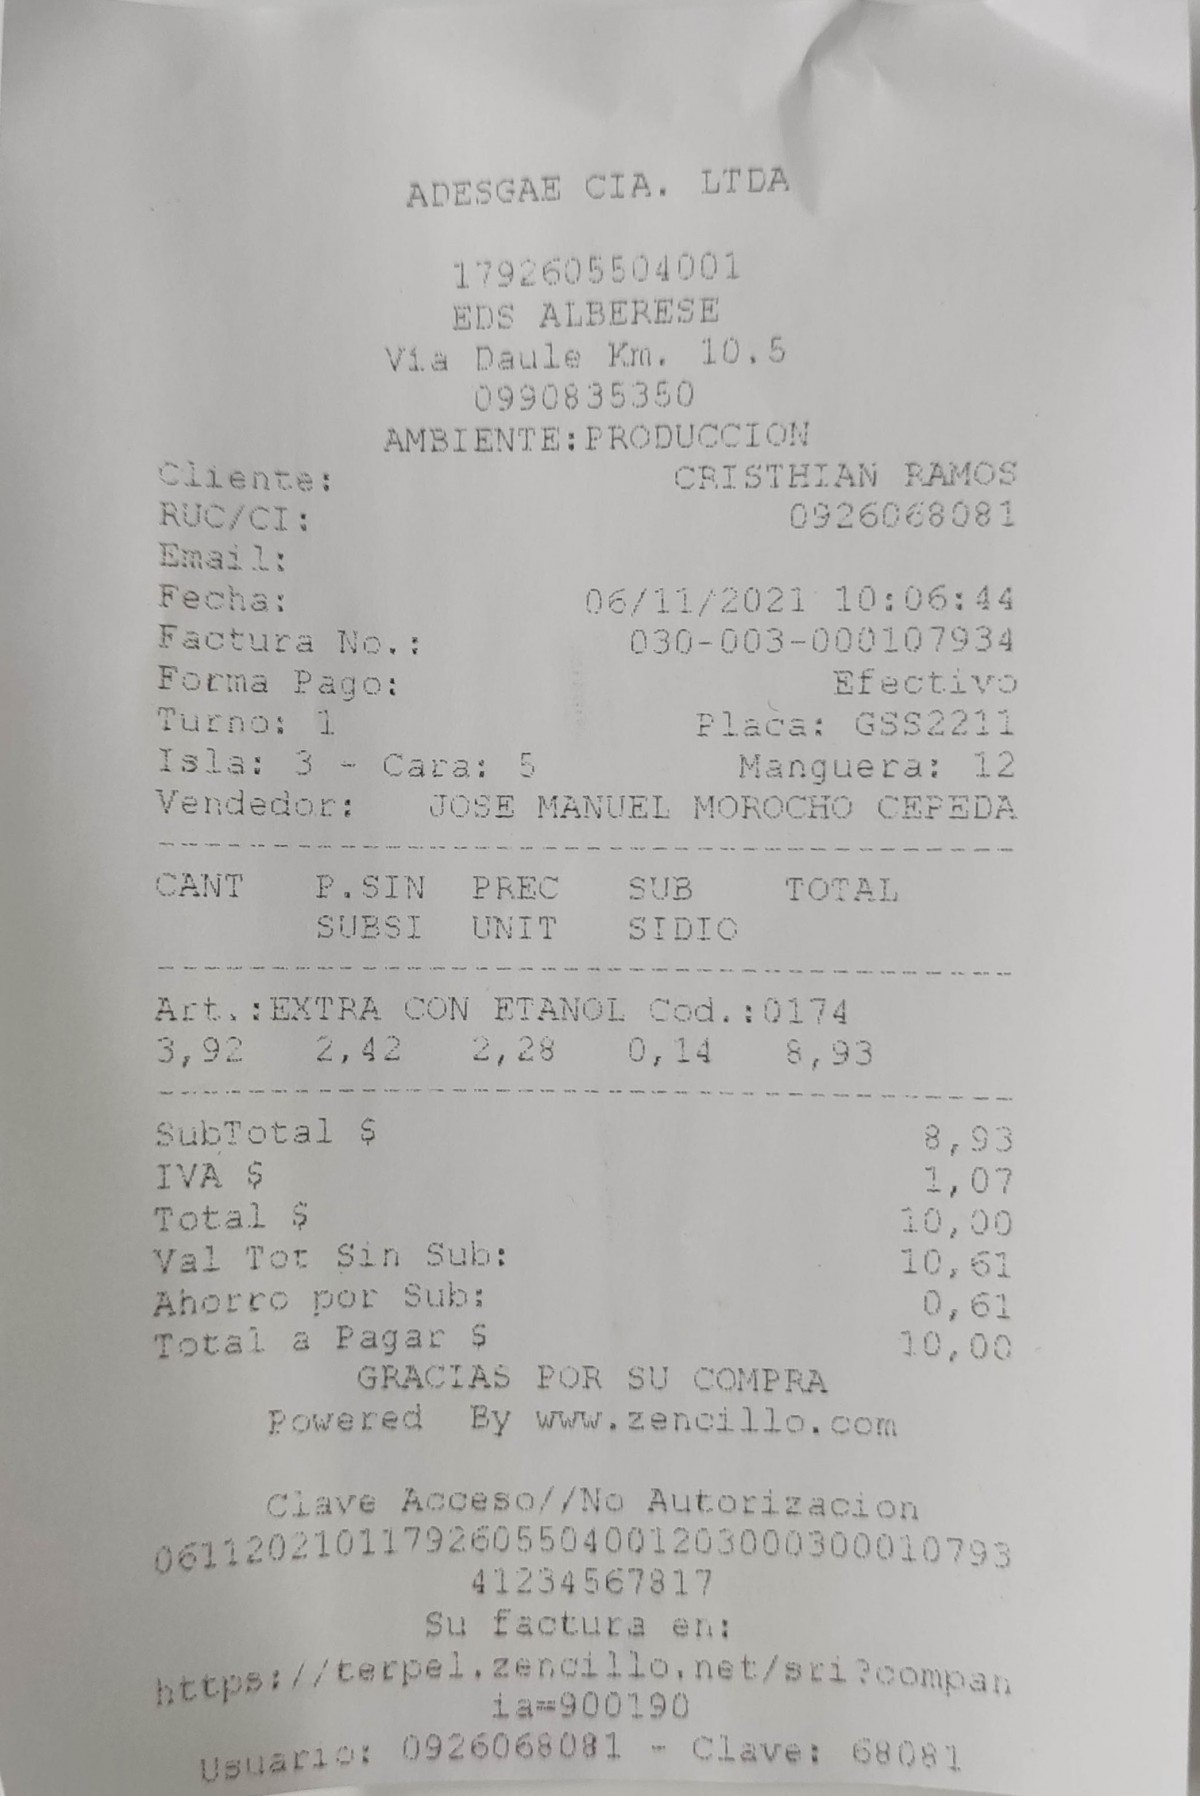 ADESGAE CIA. LTDA
1792605504001
EDS ALBERESE
Via Daule Km. 10.5
0990835350
AMBIENTE:PRODUCCION
Cliente: CRISTHIAN RAMOS
RUC/CI: 0926068081
Email:
Fecha: 06/11/2021 10:06:44
Factura No.: 030-003-000107934
Forma Pago: Efectivo
Turno: 1 Placa: GSS2211
Isla: 3 - Cara: 5 Manguera: 12
Vendedor: JOSE MANUEL MOROCHO CEPEDA
CANT P.SIN PREC SUB TOTAL
SUBSI UNIT SIDIO
Art.:EXTRA CON ETANOL Cod.:0174
3,92 2,42 2,28 0,14 8,93
SubTotal $ 8,93
IVA $ 1,07
Total $ 10,00
Val Tot Sin Sub: 10,61
Ahorro por Sub: 0,61
Total a Pagar $ 10,00
GRACIAS POR SU COMPRA
Powered By www.zencillo.com
Clave Acceso//No Autorizacion
06112021011792605504001203000300010793
41234567817
Su factura en:
https://terpel.zencillo.net/sri?compan
ia=900190
Usuario: 0926068081 - Clave: 68081